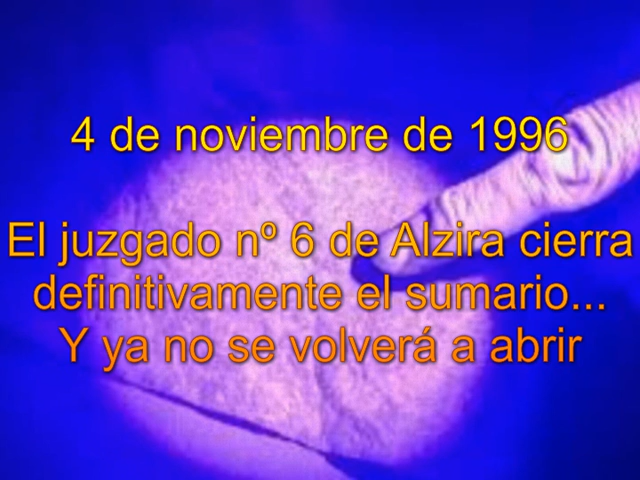 4 de noviembre de 1996
El juzgado nº 6 de Alzira cierra
definitivamente el sumario...
Y ya no se volverá a abrir